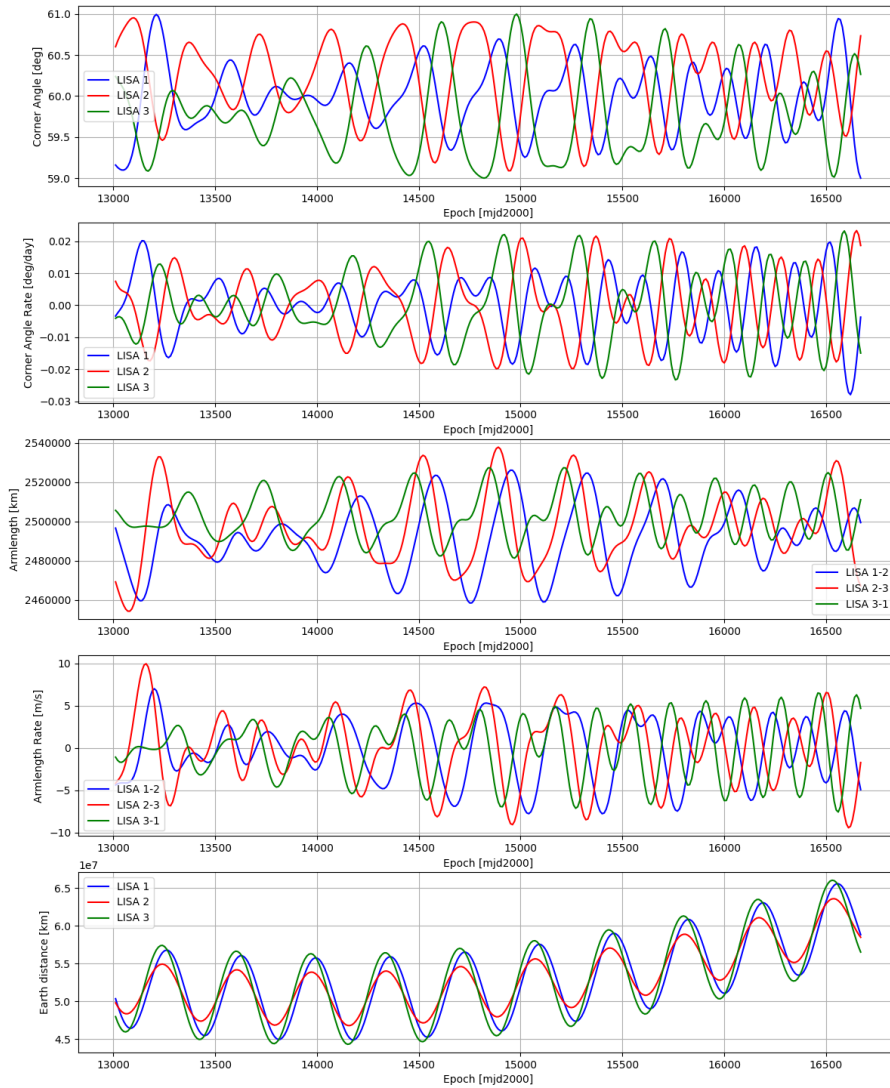 Corner Angle [deg]
61.0
60.5
60.0
59.5
59.0
LISA 1
LISA 2
LISA 3
13000 13500 14000 14500 15000 15500 16000 16500
Epoch [mjd2000]
Corner Angle Rate [deg/day]
0.02
0.01
0.00
−0.01
−0.02
−0.03
LISA 1
LISA 2
LISA 3
13000 13500 14000 14500 15000 15500 16000 16500
Epoch [mjd2000]
Armlength [km]
2540000
2520000
2500000
2480000
2460000
LISA 1-2
LISA 2-3
LISA 3-1
13000 13500 14000 14500 15000 15500 16000 16500
Epoch [mjd2000]
Armlength Rate [m/s]
10
5
0
−5
−10
LISA 1-2
LISA 2-3
LISA 3-1
13000 13500 14000 14500 15000 15500 16000 16500
Epoch [mjd2000]
1e7
Earth distance [km]
6.5
6.0
5.5
5.0
4.5
LISA 1
LISA 2
LISA 3
13000 13500 14000 14500 15000 15500 16000 16500
Epoch [mjd2000]